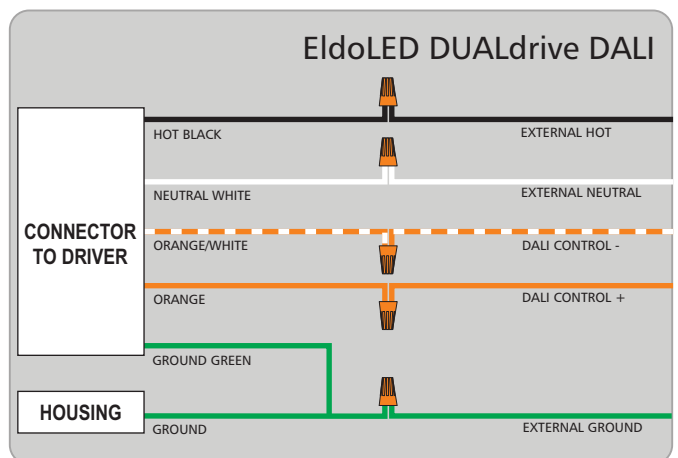 EldoLED DUALdrive DALI
HOT BLACK
EXTERNAL HOT
NEUTRAL WHITE
EXTERNAL NEUTRAL
CONNECTOR
TO DRIVER
ORANGE/WHITE
DALI CONTROL -
ORANGE
DALI CONTROL +
GROUND GREEN
HOUSING
GROUND
EXTERNAL GROUND